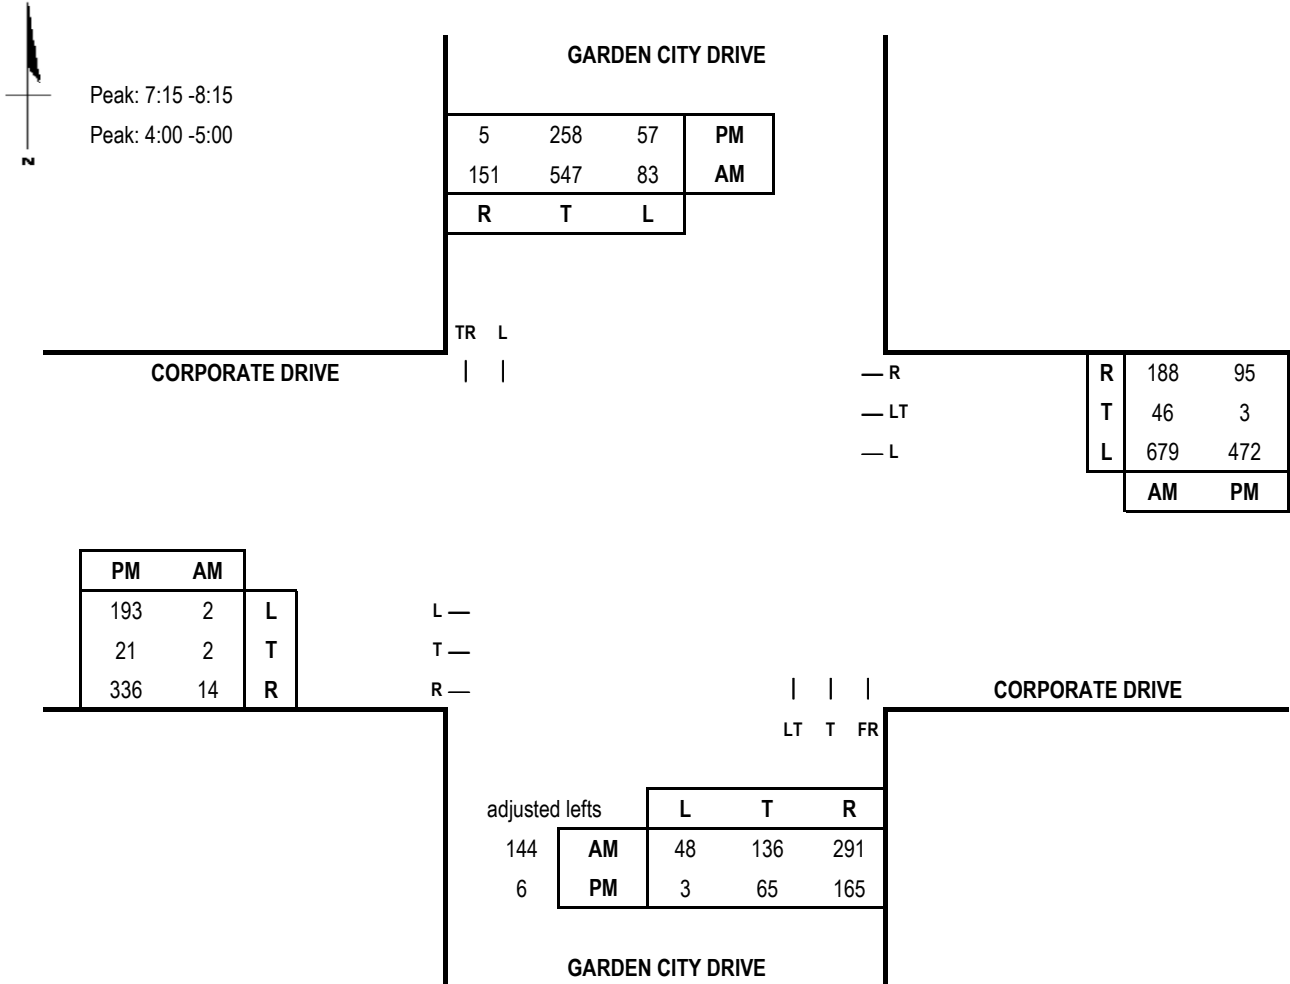 GARDEN CITY DRIVE
Peak: 7:15 -8:15
Peak: 4:00 -5:00
N
5 258 57 PM
151 547 83 AM
R T L
TR L
CORPORATE DRIVE
R
LT
L
R 188 95
T 46 3
L 679 472
AM PM
PM AM
193 2 L
21 2 T
336 14 R
L
T
R
LT T FR
CORPORATE DRIVE
adjusted lefts L T R
144 AM 48 136 291
6 PM 3 65 165
GARDEN CITY DRIVE